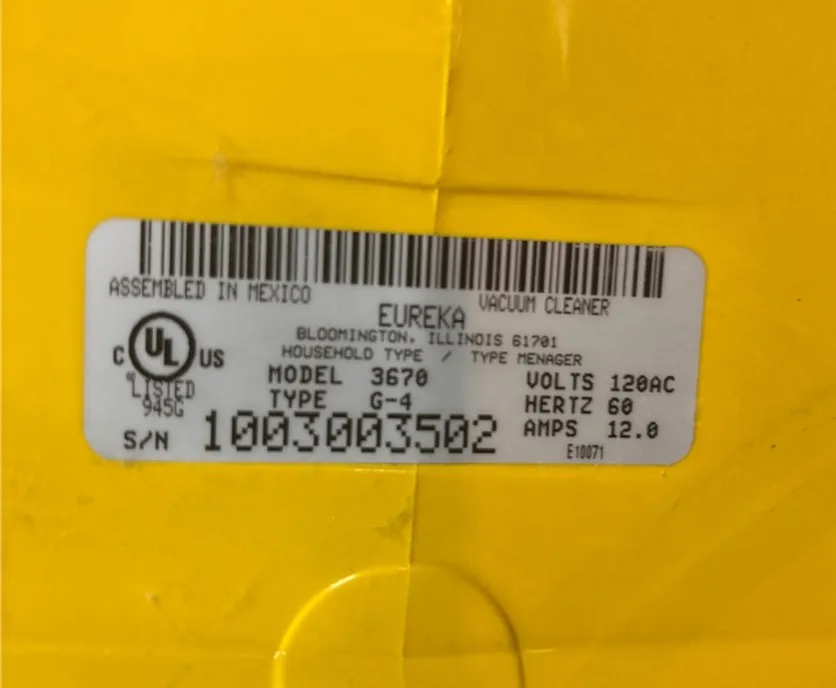 ASSEMBLED IN MEXICO
VACUUM CLEANER
EUREKA
BLOOMINGTON, ILLINOIS 61701
HOUSEHOLD TYPE / TYPE MENAGER
C UL US
®LISTED
945G
MODEL 3670
TYPE G-4
S/N 1003003502
VOLTS 120AC
HERTZ 60
AMPS 12.0
E10071